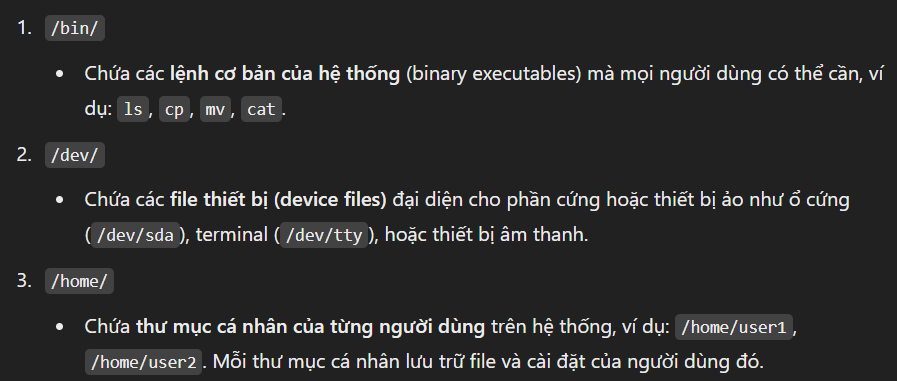 1. /bin/
• Chứa các lệnh cơ bản của hệ thống (binary executables) mà mọi người dùng có thể cần, ví
dụ: ls, cp, mv, cat.
2. /dev/
• Chứa các file thiết bị (device files) đại diện cho phần cứng hoặc thiết bị ảo như ổ cứng
(/dev/sda), terminal (/dev/tty), hoặc thiết bị âm thanh.
3. /home/
• Chứa thư mục cá nhân của từng người dùng trên hệ thống, ví dụ: /home/user1,
/home/user2. Mỗi thư mục cá nhân lưu trữ file và cài đặt của người dùng đó.